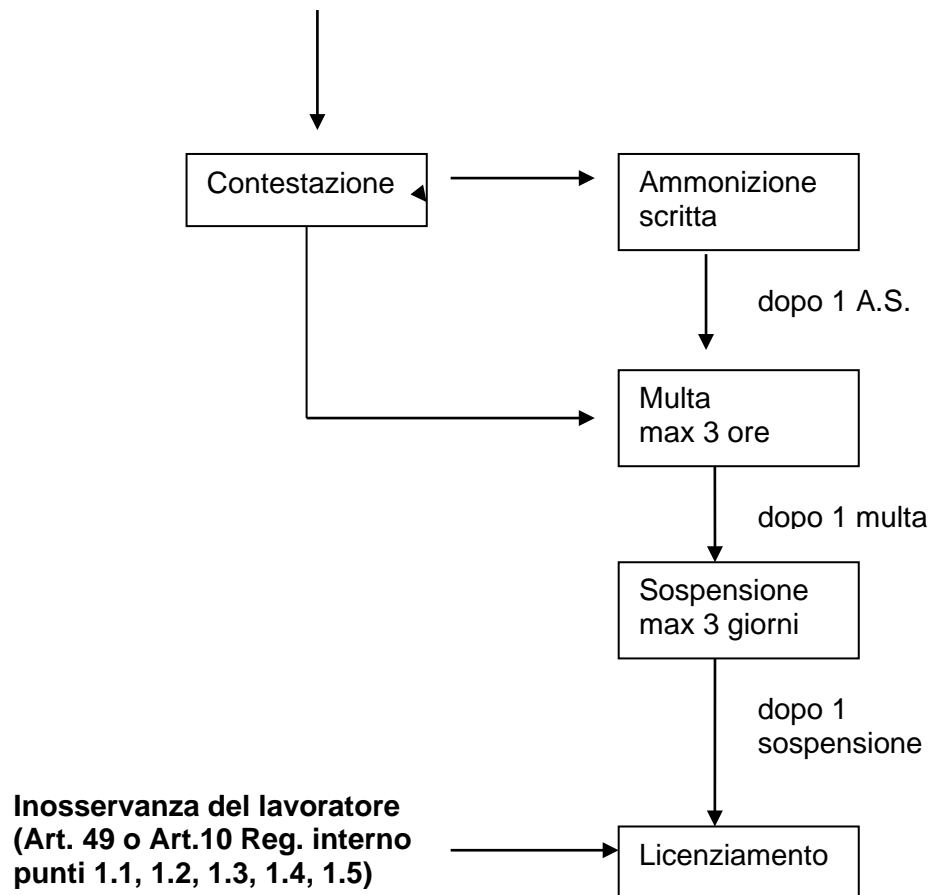 Contestazione
Ammonizione
scritta
dopo 1 A.S.
Multa
max 3 ore
dopo 1 multa
Sospensione
max 3 giorni
dopo 1
sospensione
Inosservanza del lavoratore
(Art. 49 o Art.10 Reg. interno
punti 1.1, 1.2, 1.3, 1.4, 1.5)
Licenziamento